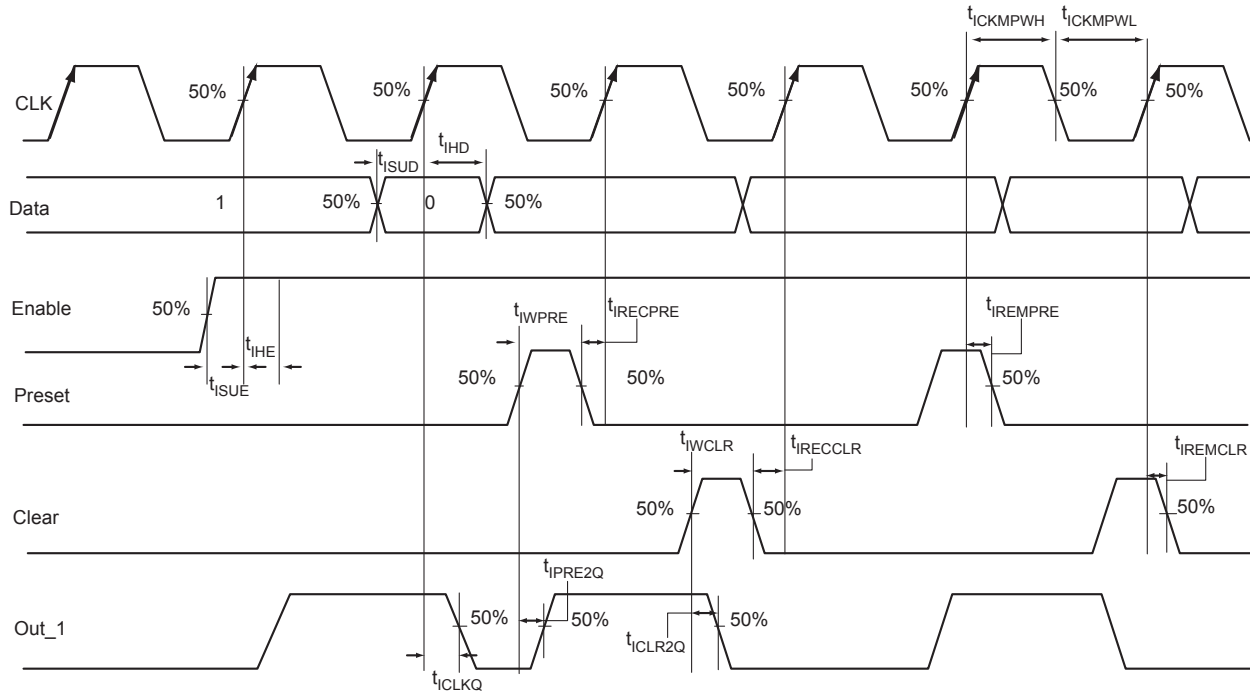 tICKMPWH tICKMPWL
CLK 50% 50% 50% 50% 50% 50% 50%
tISUD tIHD
Data 1 50% 0 50%
Enable 50%
tIHE tIWPRE tIRECPRE tIREMPRE
tISUE
Preset 50% 50% 50%
tIWCLR tIRECCLR tIREMCLR
Clear 50% 50% 50%
tIPRE2Q
Out_1 50% 50% 50%
tICLKQ tICLR2Q